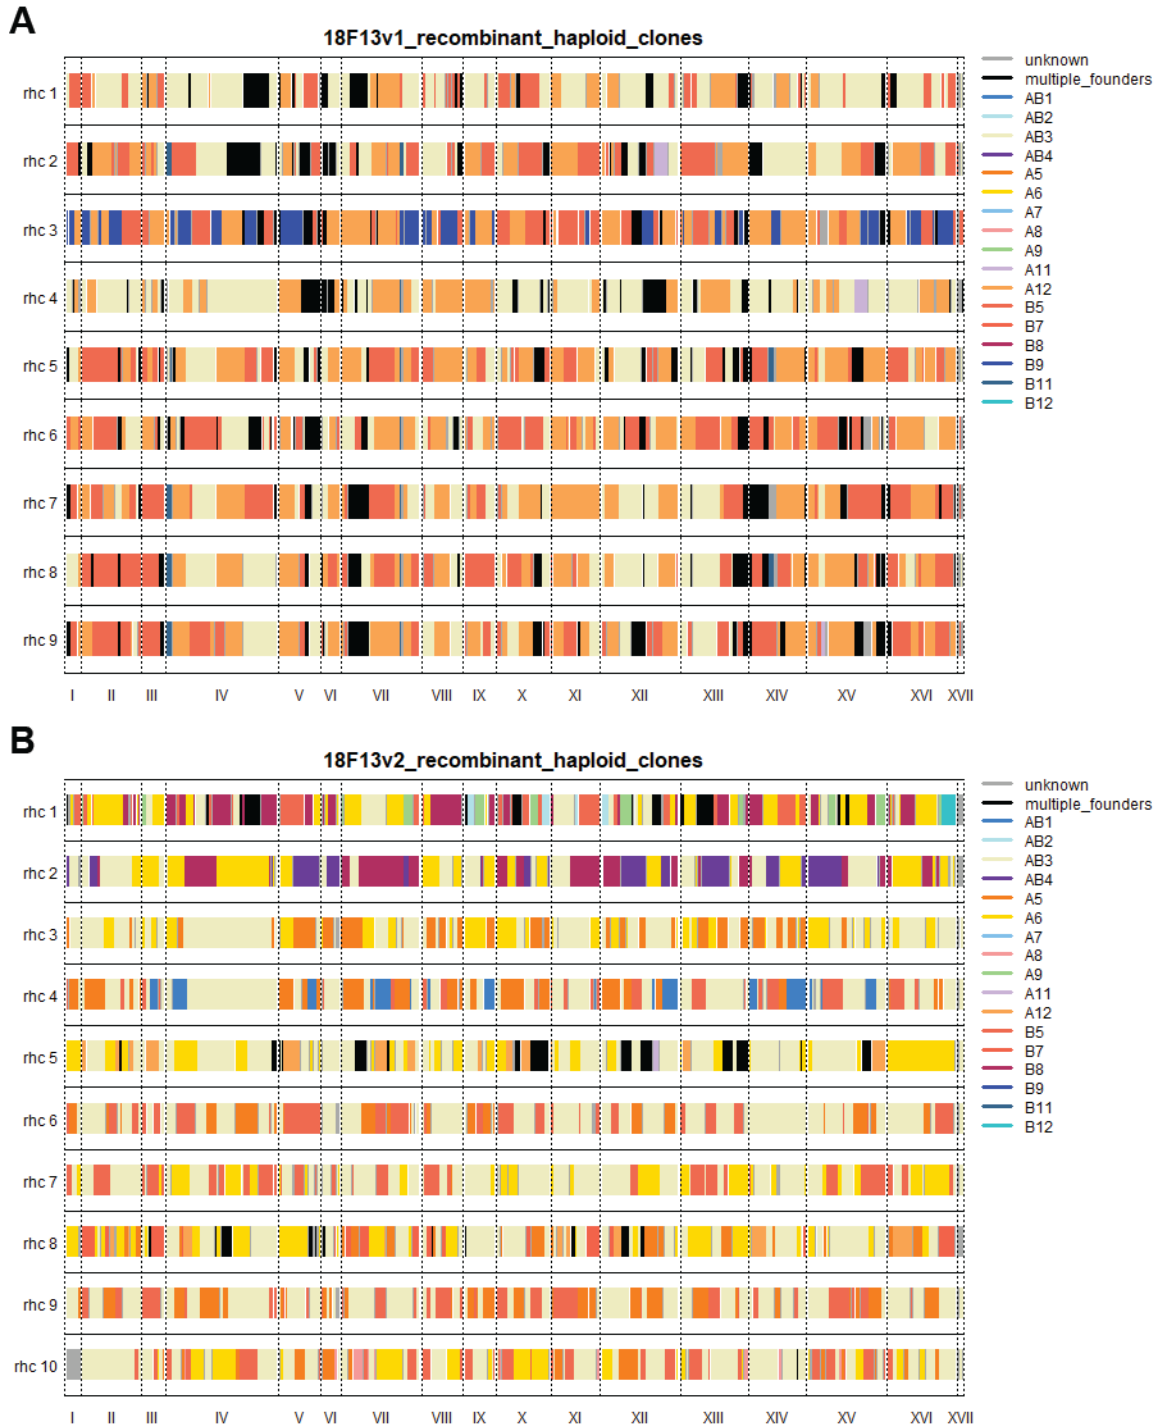 A
18F13v1_recombinant_haploid_clones
rhc 1
rhc 2
rhc 3
rhc 4
rhc 5
rhc 6
rhc 7
rhc 8
rhc 9
I II III IV V VI VII VIII IX X XI XII XIII XIV XV XVI XVII
unknown
multiple_founders
AB1
AB2
AB3
AB4
A5
A6
A7
A8
A9
A11
A12
B5
B7
B8
B9
B11
B12
B
18F13v2_recombinant_haploid_clones
rhc 1
rhc 2
rhc 3
rhc 4
rhc 5
rhc 6
rhc 7
rhc 8
rhc 9
rhc 10
I II III IV V VI VII VIII IX X XI XII XIII XIV XV XVI XVII
unknown
multiple_founders
AB1
AB2
AB3
AB4
A5
A6
A7
A8
A9
A11
A12
B5
B7
B8
B9
B11
B12